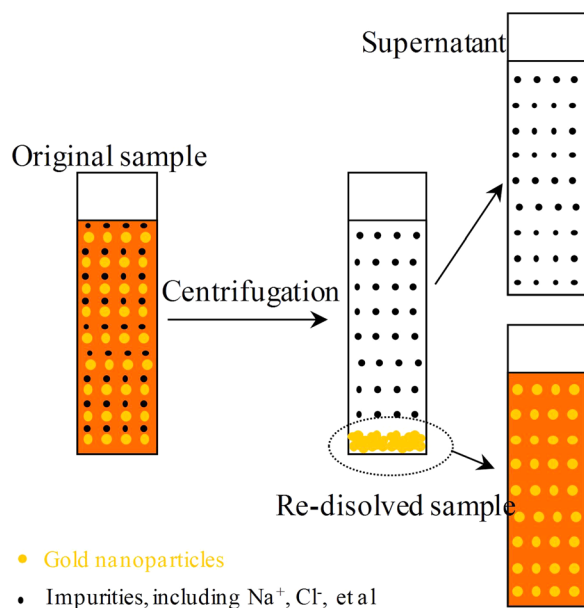 Supernatant
Original sample
Centrifugation
Re-disolved sample
Gold nanoparticles
Impurities, including Na⁺, Cl⁻, et al